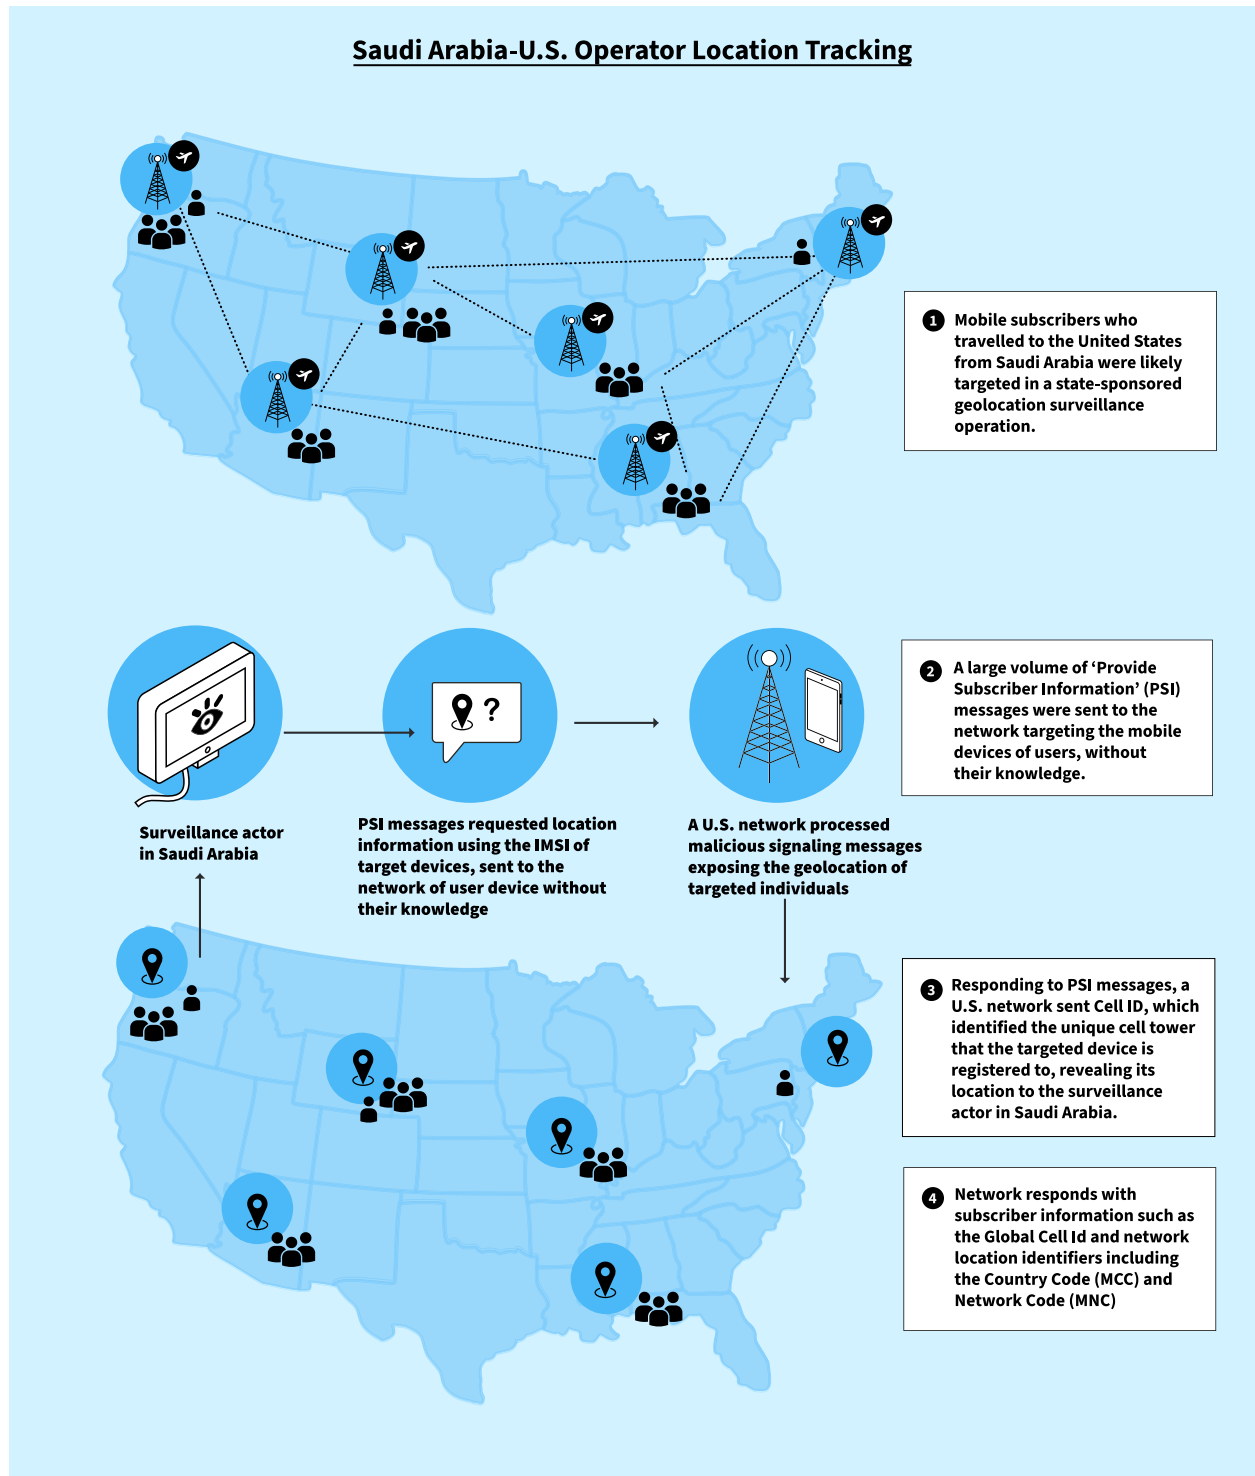 Saudi Arabia-U.S. Operator Location Tracking
1 Mobile subscribers who
travelled to the United States
from Saudi Arabia were likely
targeted in a state-sponsored
geolocation surveillance
operation.
?
2 A large volume of ‘Provide
Subscriber Information’ (PSI)
messages were sent to the
network targeting the mobile
devices of users, without
their knowledge.
Surveillance actor
in Saudi Arabia
PSI messages requested location
information using the IMSI of
target devices, sent to the
network of user device without
their knowledge
A U.S. network processed
malicious signaling messages
exposing the geolocation of
targeted individuals
3 Responding to PSI messages, a
U.S. network sent Cell ID, which
identified the unique cell tower
that the targeted device is
registered to, revealing its
location to the surveillance
actor in Saudi Arabia.
4 Network responds with
subscriber information such as
the Global Cell Id and network
location identifiers including
the Country Code (MCC) and
Network Code (MNC)